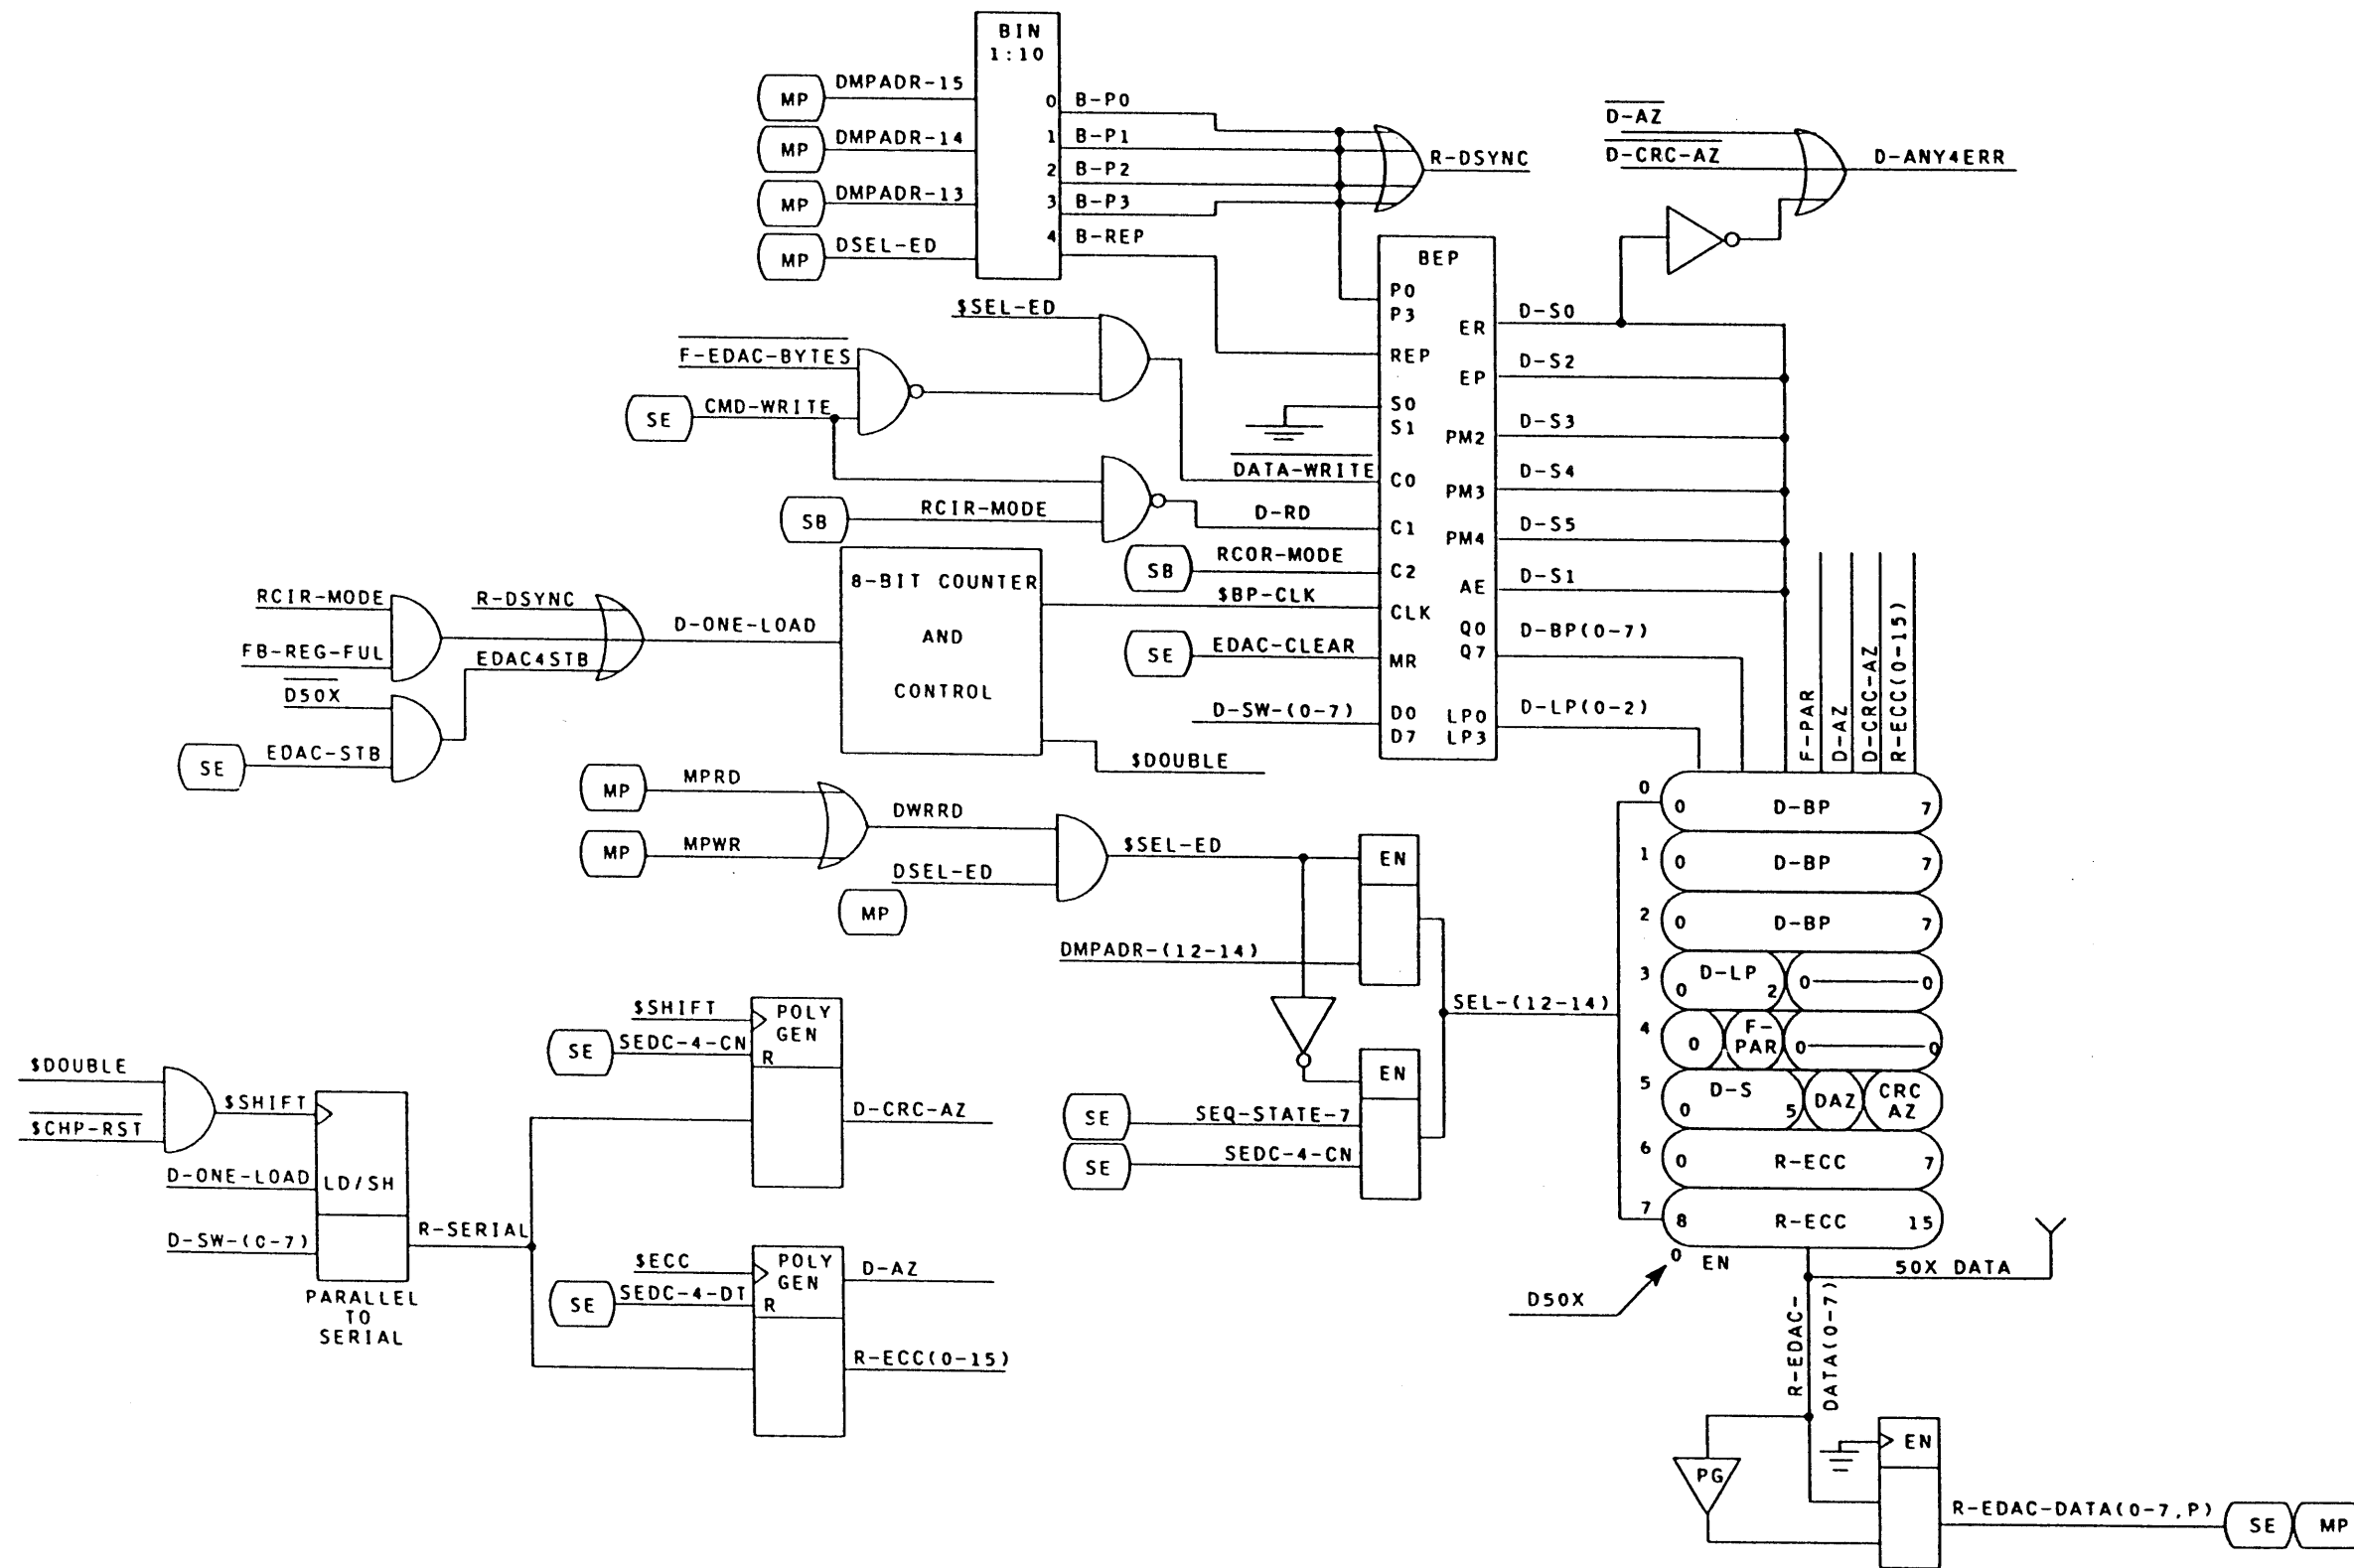 BIN
1:10
MP
DMPADR-15
0
B-P0
MP
DMPADR-14
1
B-P1
2
B-P2
MP
DMPADR-13
3
B-P3
4
B-REP
MP
DSEL-ED
R-DSYNC
D-AZ
D-CRC-AZ
D-ANY4ERR
$SEL-ED
F-EDAC-BYTES
SE
CMD-WRITE
DATA-WRITE
SB
RCIR-MODE
D-RD
SB
RCOR-MODE
$BP-CLK
SE
EDAC-CLEAR
D-SW-(0-7)
BEP
P0
P3
REP
S0
S1
C0
C1
C2
CLK
MR
D0
D7
ER
EP
PM2
PM3
PM4
AE
Q0
Q7
LP0
LP3
D-S0
D-S2
D-S3
D-S4
D-S5
D-S1
D-BP(0-7)
D-LP(0-2)
F-PAR
D-AZ
D-CRC-AZ
R-ECC(0-15)
RCIR-MODE
FB-REG-FUL
R-DSYNC
EDAC4STB
D50X
SE
EDAC-STB
D-ONE-LOAD
8-BIT COUNTER
AND
CONTROL
$DOUBLE
MP
MPRD
MP
MPWR
DWRRD
DSEL-ED
MP
$SEL-ED
EN
DMPADR-(12-14)
EN
SE
SEQ-STATE-7
SE
SEDC-4-CN
SEL-(12-14)
0
0 D-BP 7
1
0 D-BP 7
2
0 D-BP 7
3
D-LP
0 2 0 0
4
0 F-PAR 0 0
5
D-S
0 5 DAZ CRC AZ
6
0 R-ECC 7
7
8 R-ECC 15
0
EN
D50X
50X DATA
R-EDAC-
DATA(0-7)
PG
EN
R-EDAC-DATA(0-7,P)
SE
MP
$DOUBLE
$CHP-RST
$SHIFT
D-ONE-LOAD
LD/SH
D-SW-(0-7)
PARALLEL
TO
SERIAL
R-SERIAL
$SHIFT
SE
SEDC-4-CN
POLY
GEN
R
D-CRC-AZ
$ECC
SE
SEDC-4-DT
POLY
GEN
R
D-AZ
R-ECC(0-15)